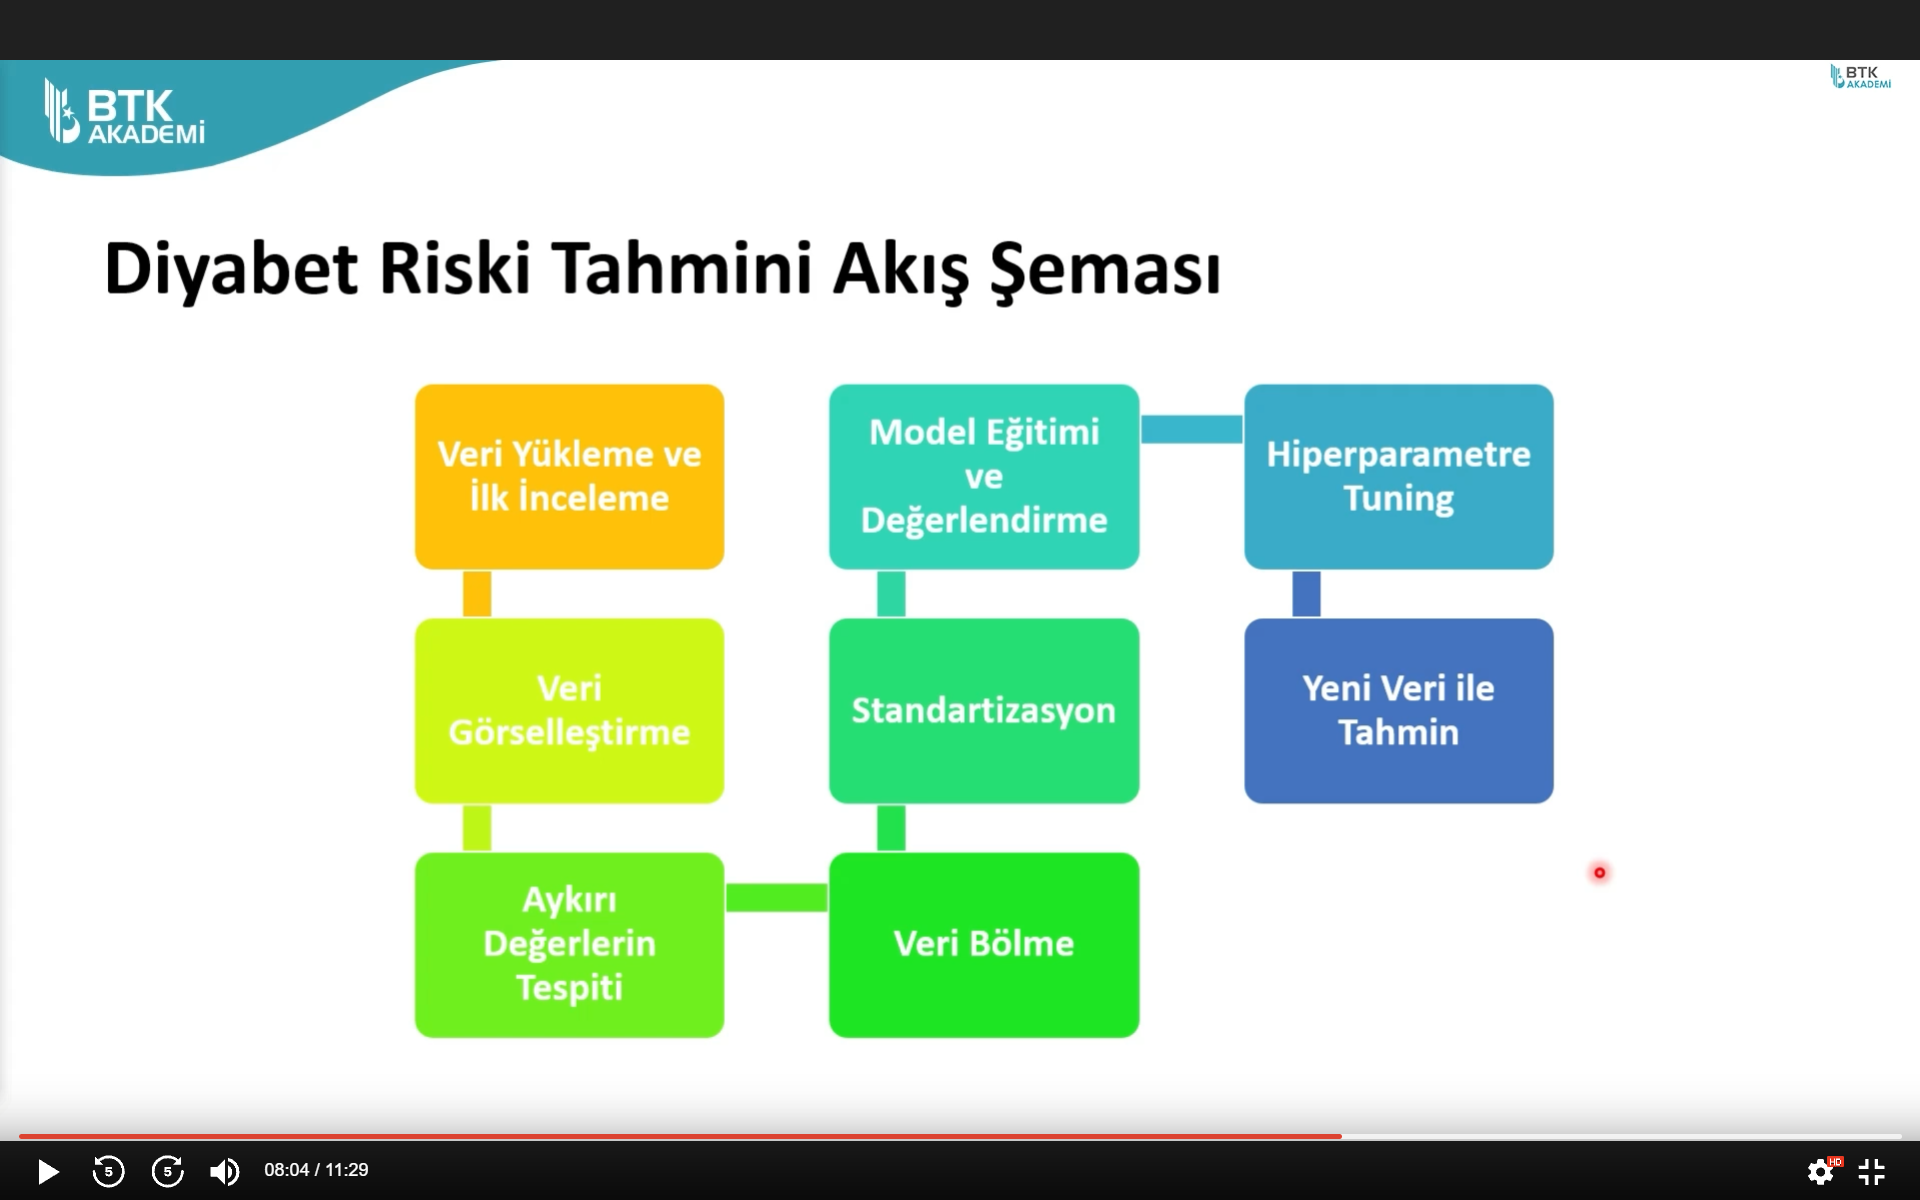 BTK
AKADEMİ
BTK
AKADEMİ
Diyabet Riski Tahmini Akış Şeması
Veri Yükleme ve
İlk İnceleme
Veri
Görselleştirme
Aykırı
Değerlerin
Tespiti
Veri Bölme
Standartizasyon
Model Eğitimi
ve
Değerlendirme
Hiperparametre
Tuning
Yeni Veri ile
Tahmin
5
5
08:04 / 11:29
HD